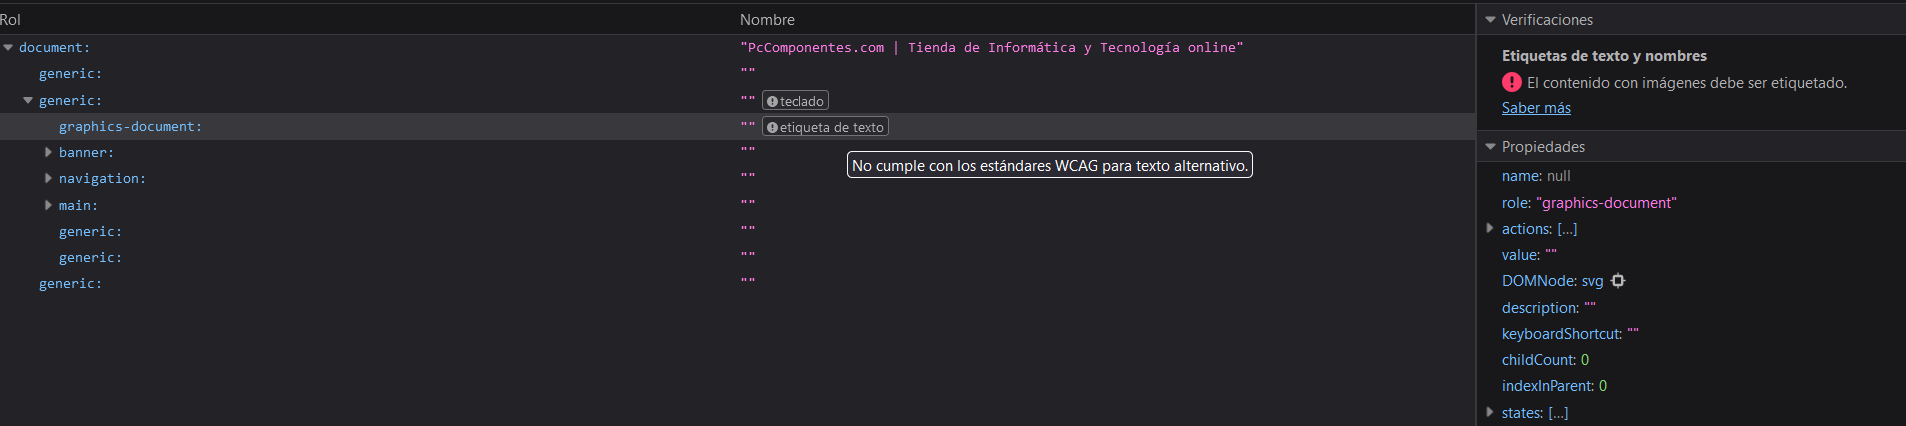 Rol Nombre
document: "PcComponentes.com | Tienda de Informática y Tecnología online"
generic: ""
generic: "" teclado
graphics-document: "" etiqueta de texto
banner: ""
No cumple con los estándares WCAG para texto alternativo.
navigation: ""
main: ""
generic: ""
generic: ""
generic: ""
Verificaciones
Etiquetas de texto y nombres
El contenido con imágenes debe ser etiquetado.
Saber más
Propiedades
name: null
role: "graphics-document"
actions: […]
value: ""
DOMNode: svg
description: ""
keyboardShortcut: ""
childCount: 0
indexInParent: 0
states: […]